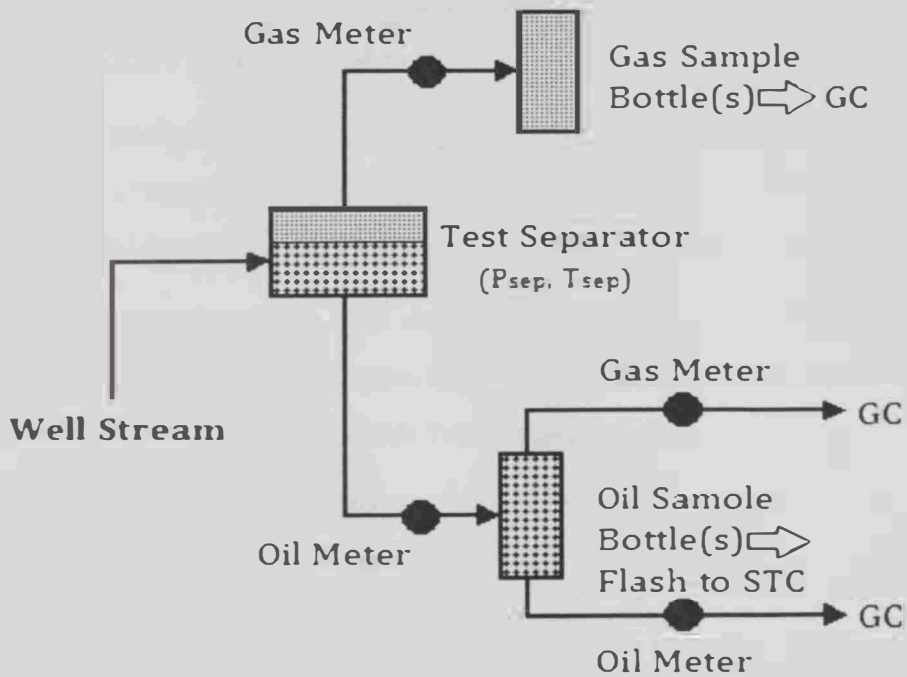 Gas Meter
Gas Sample
Bottle(s) GC
Test Separator
(Psep, Tsep)
Well Stream
Gas Meter
GC
Oil Meter
Oil Samole
Bottle(s)
Flash to STC
GC
Oil Meter